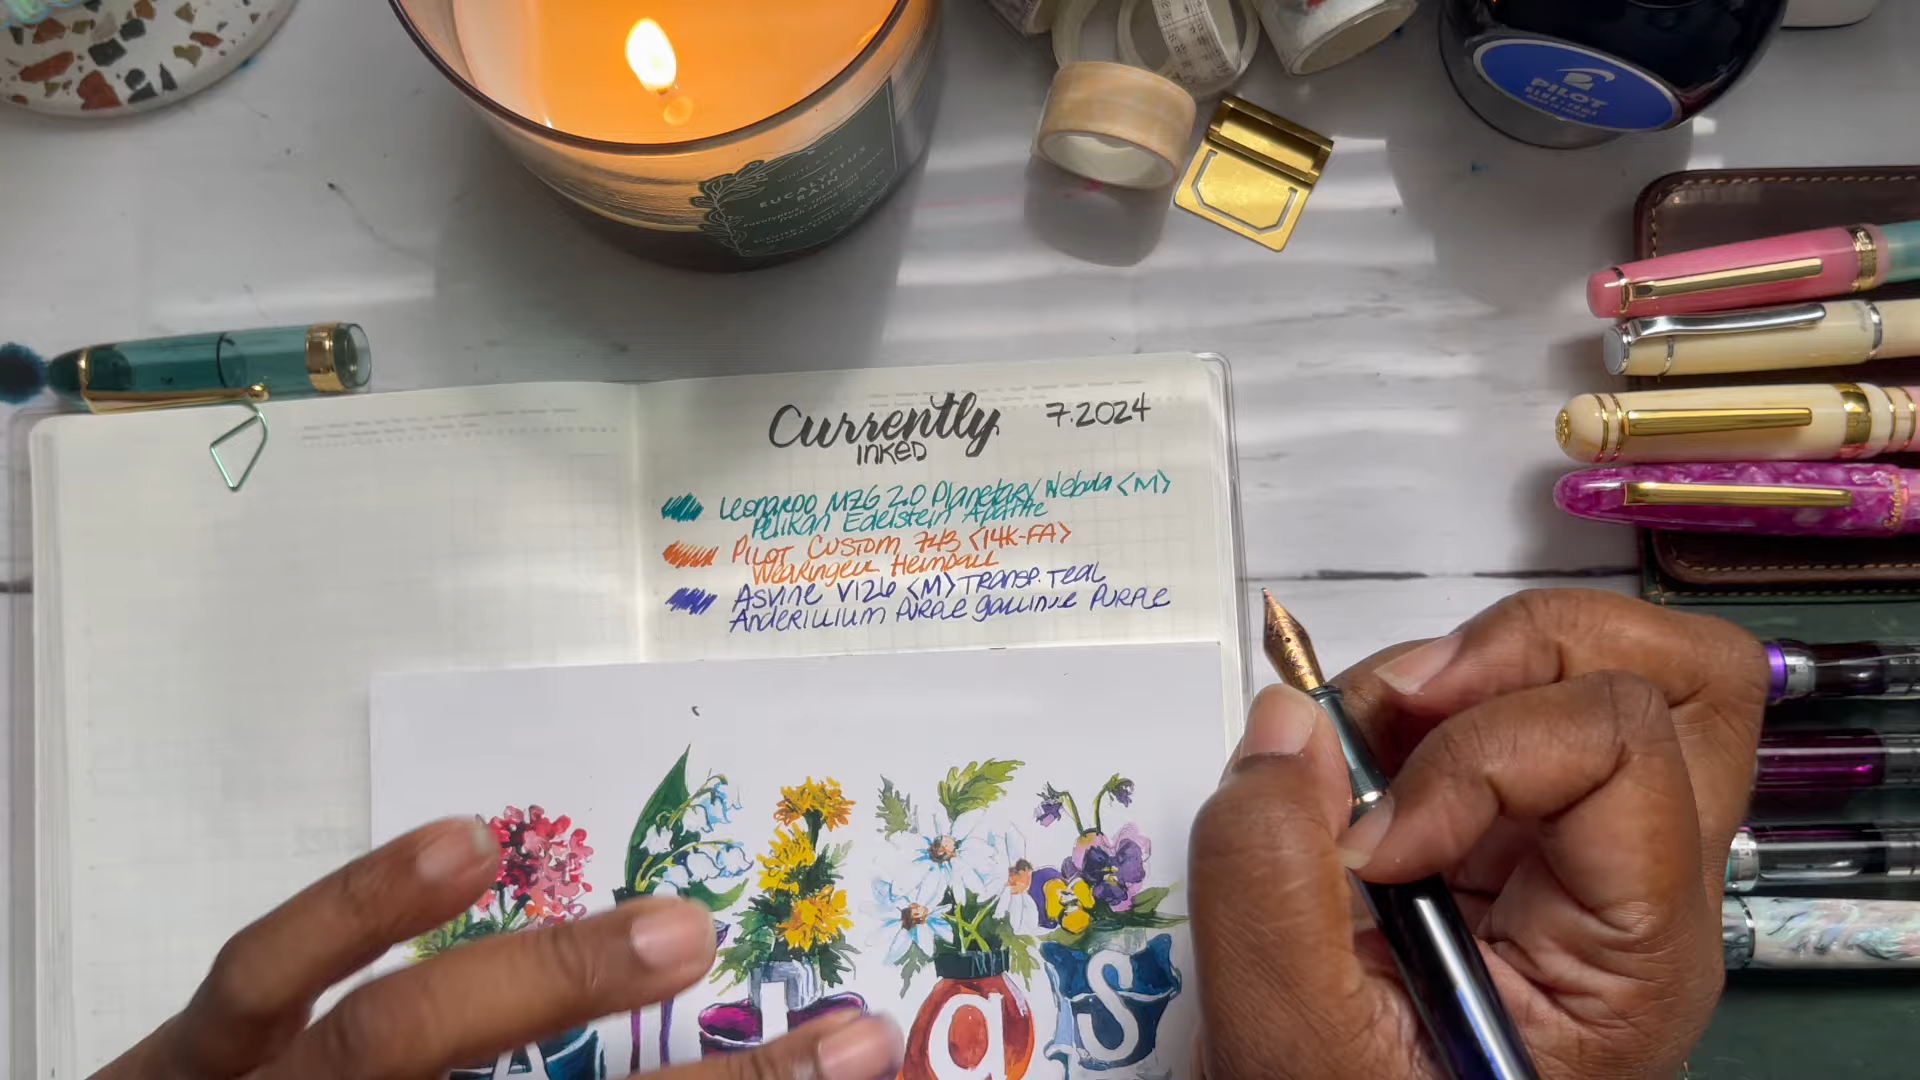 EUCALYPTUS
RAIN
PILOT
Currently
7.2024
inked
Leonardo MZG 2.0 Planetary Nebula <M>
Pelikan Edelstein Apatite
Pilot Custom 743 <14K-FA>
Wearingeul Heimdall
Asvine V126 <M> Transp. Teal
Anderillium Purple Gallinule Purple
A
a
S